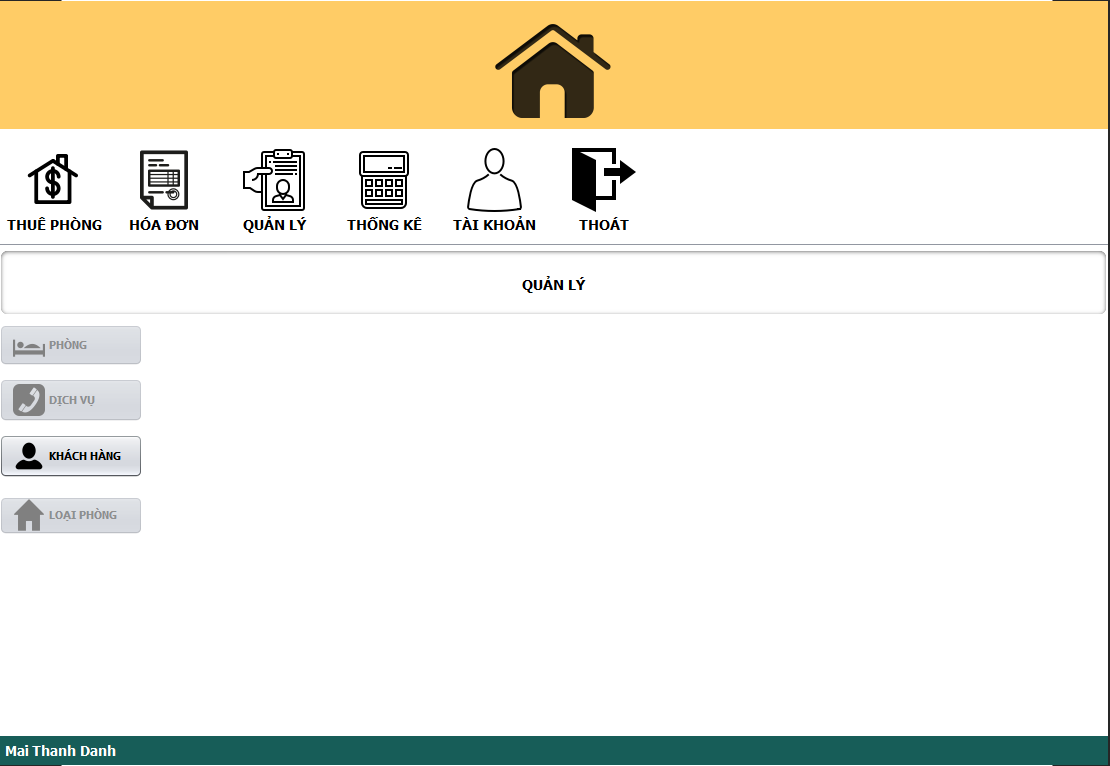 THUÊ PHÒNG HÓA ĐƠN QUẢN LÝ THỐNG KÊ TÀI KHOẢN THOÁT
QUẢN LÝ
PHÒNG
DỊCH VỤ
KHÁCH HÀNG
LOẠI PHÒNG
Mai Thanh Danh